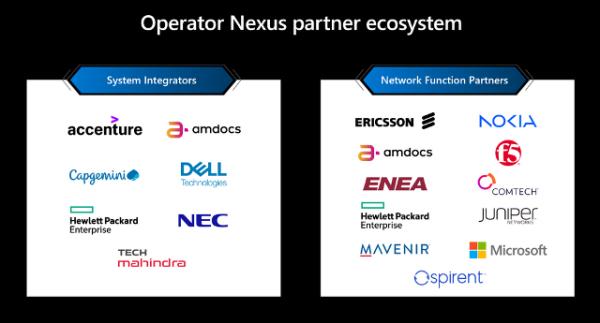 Operator Nexus partner ecosystem
System Integrators
accenture
amdocs
Capgemini
DELL
Technologies
Hewlett Packard
Enterprise
NEC
TECH
mahindra
Network Function Partners
ERICSSON
NOKIA
amdocs
f5
ENEA
COMTECH
Hewlett Packard
Enterprise
JUNIPER
NETWORKS
MAVENIR
Microsoft
spirent